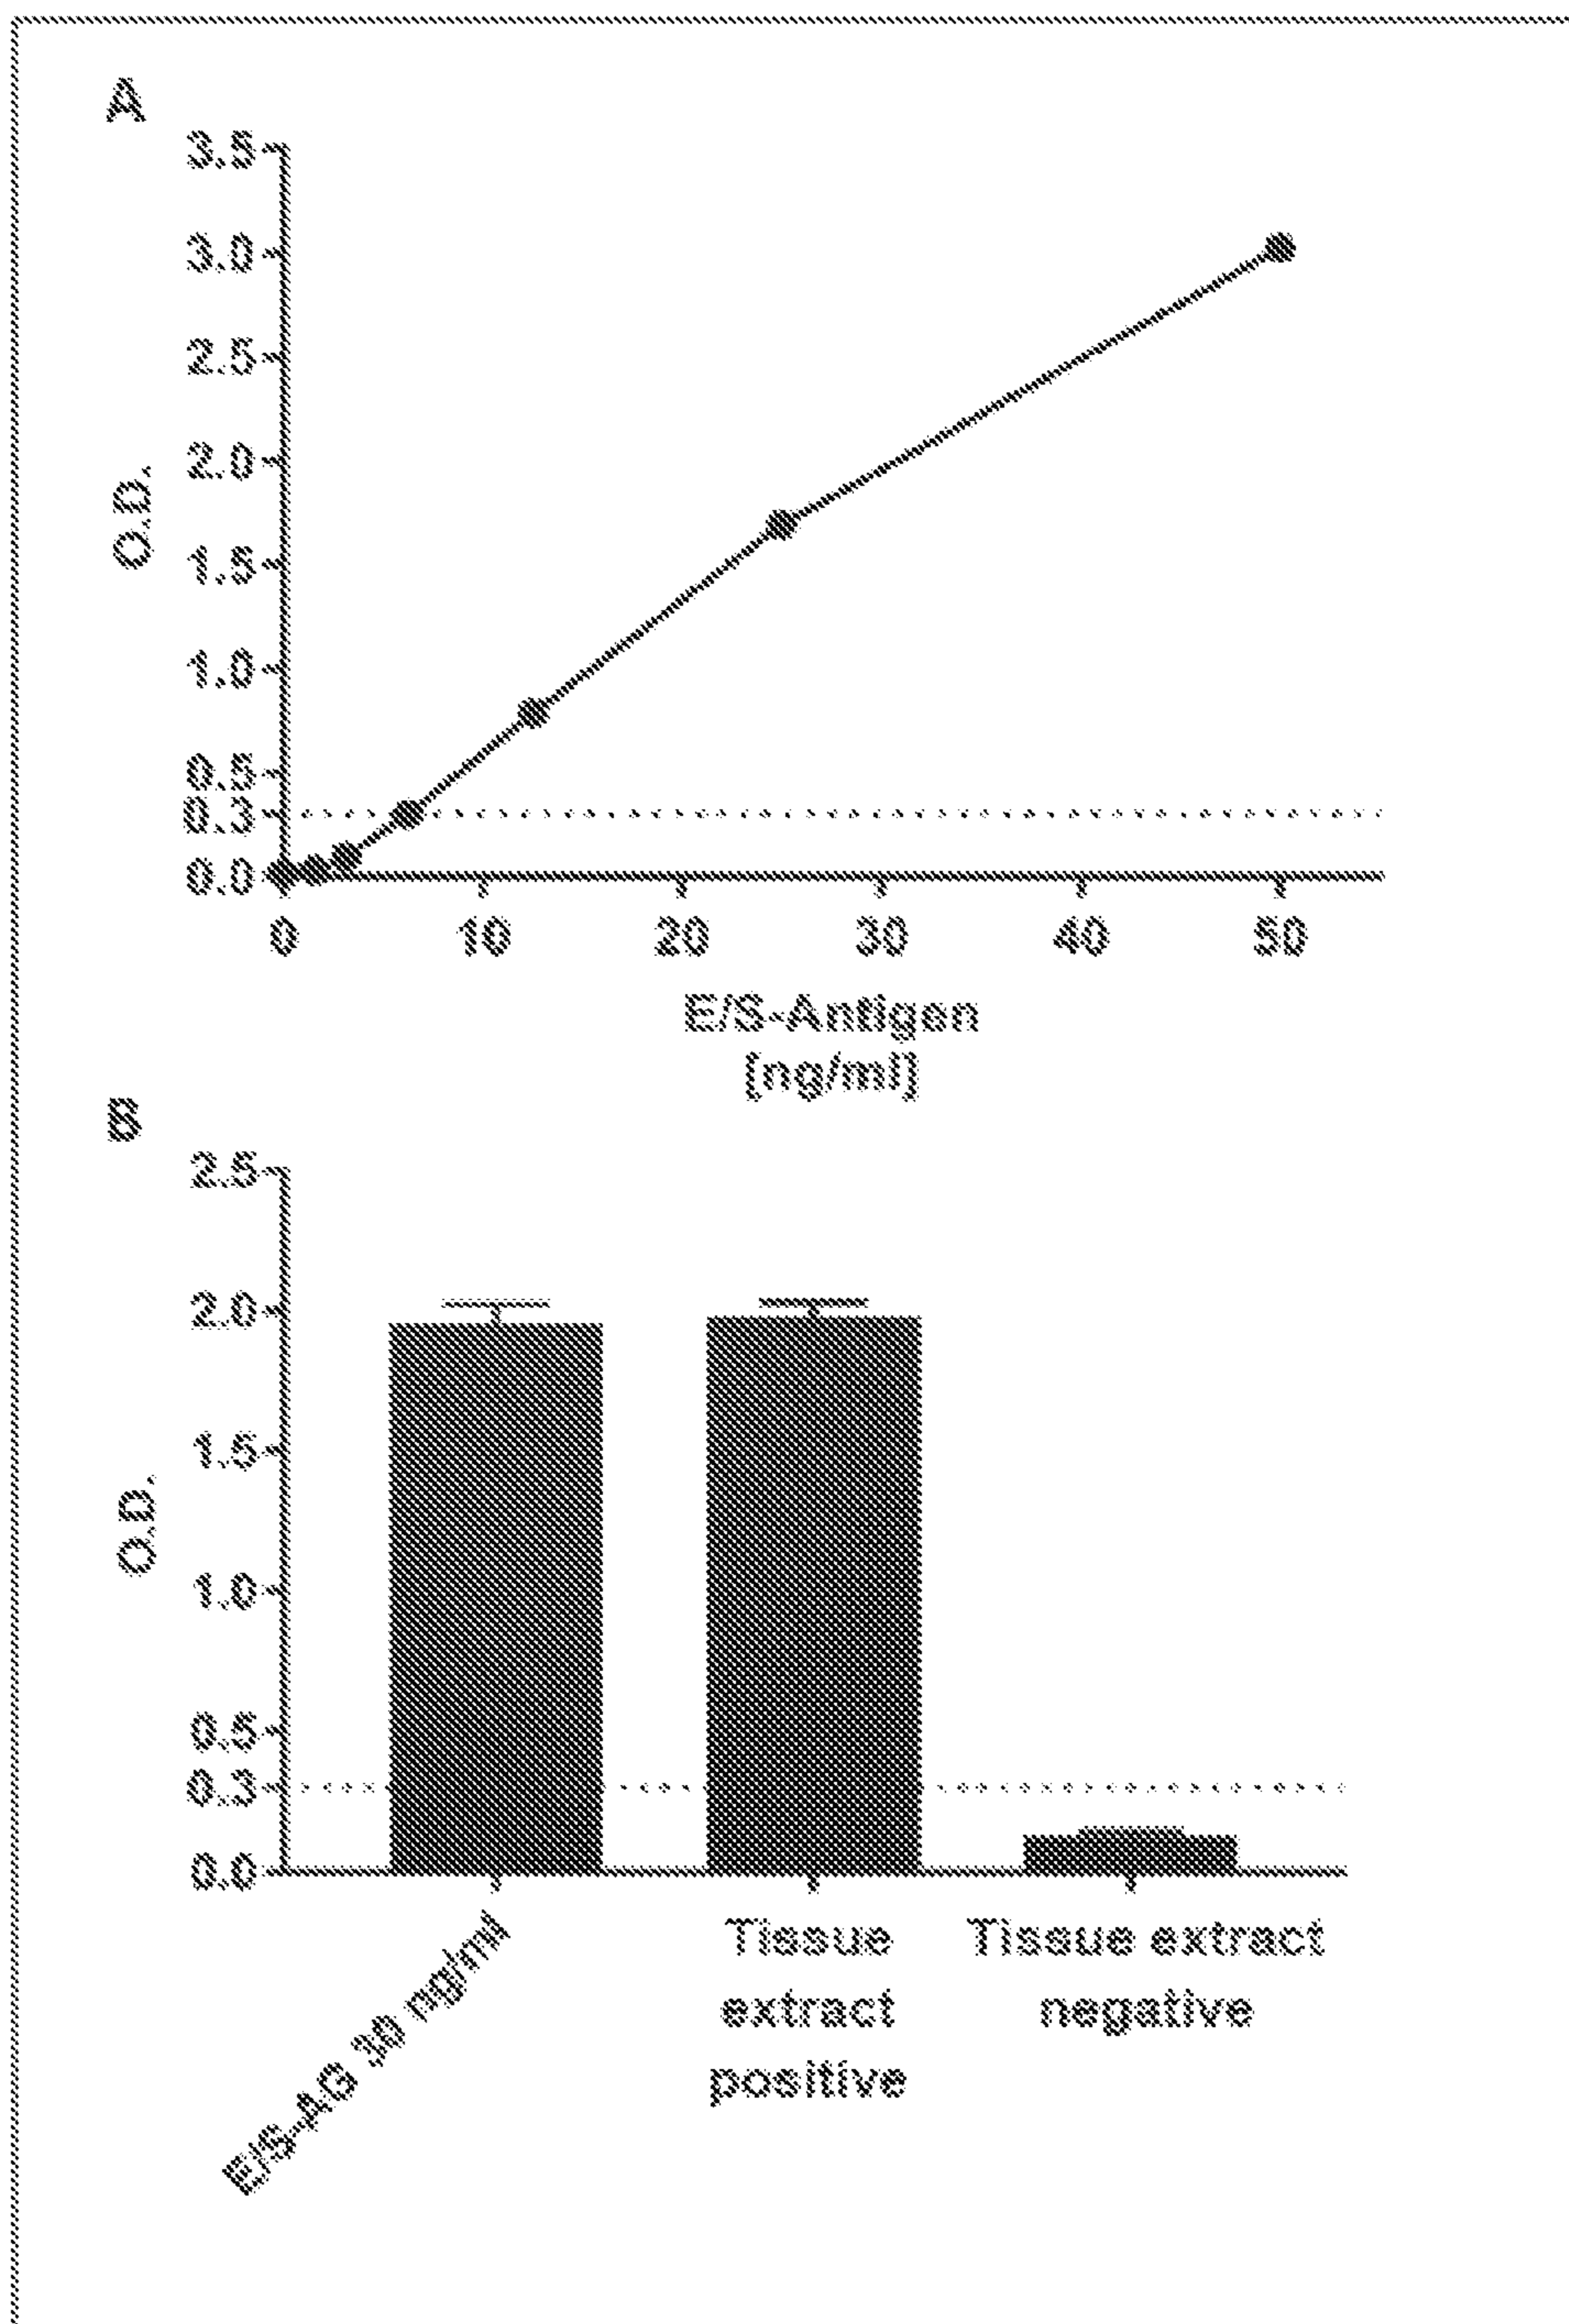 A
3.5
3.0
2.5
2.0
1.5
1.0
0.5
0.3
0.0
O.D.
0 10 20 30 40 50
E/S-Antigen
[ng/ml]
B
2.5
2.0
1.5
1.0
0.5
0.3
0.0
O.D.
E/S-AG 30 ng/ml
Tissue
extract
positive
Tissue extract
negative